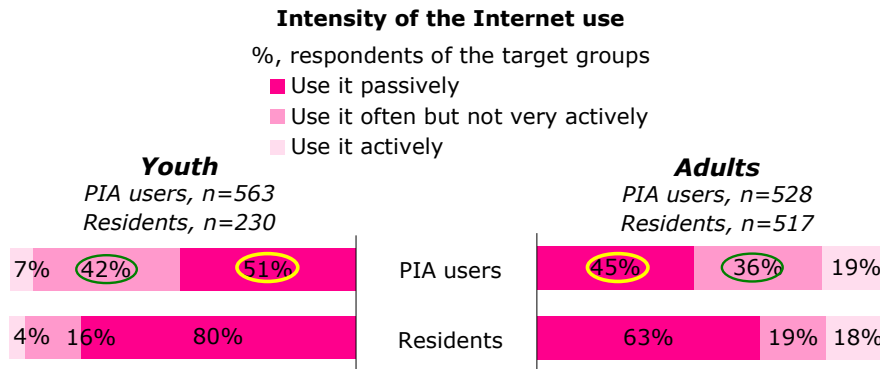 Intensity of the Internet use
%, respondents of the target groups
Use it passively
Use it often but not very actively
Use it actively
Youth
PIA users, n=563
Residents, n=230
Adults
PIA users, n=528
Residents, n=517
7% 42% 51% PIA users 45% 36% 19%
4% 16% 80% Residents 63% 19% 18%